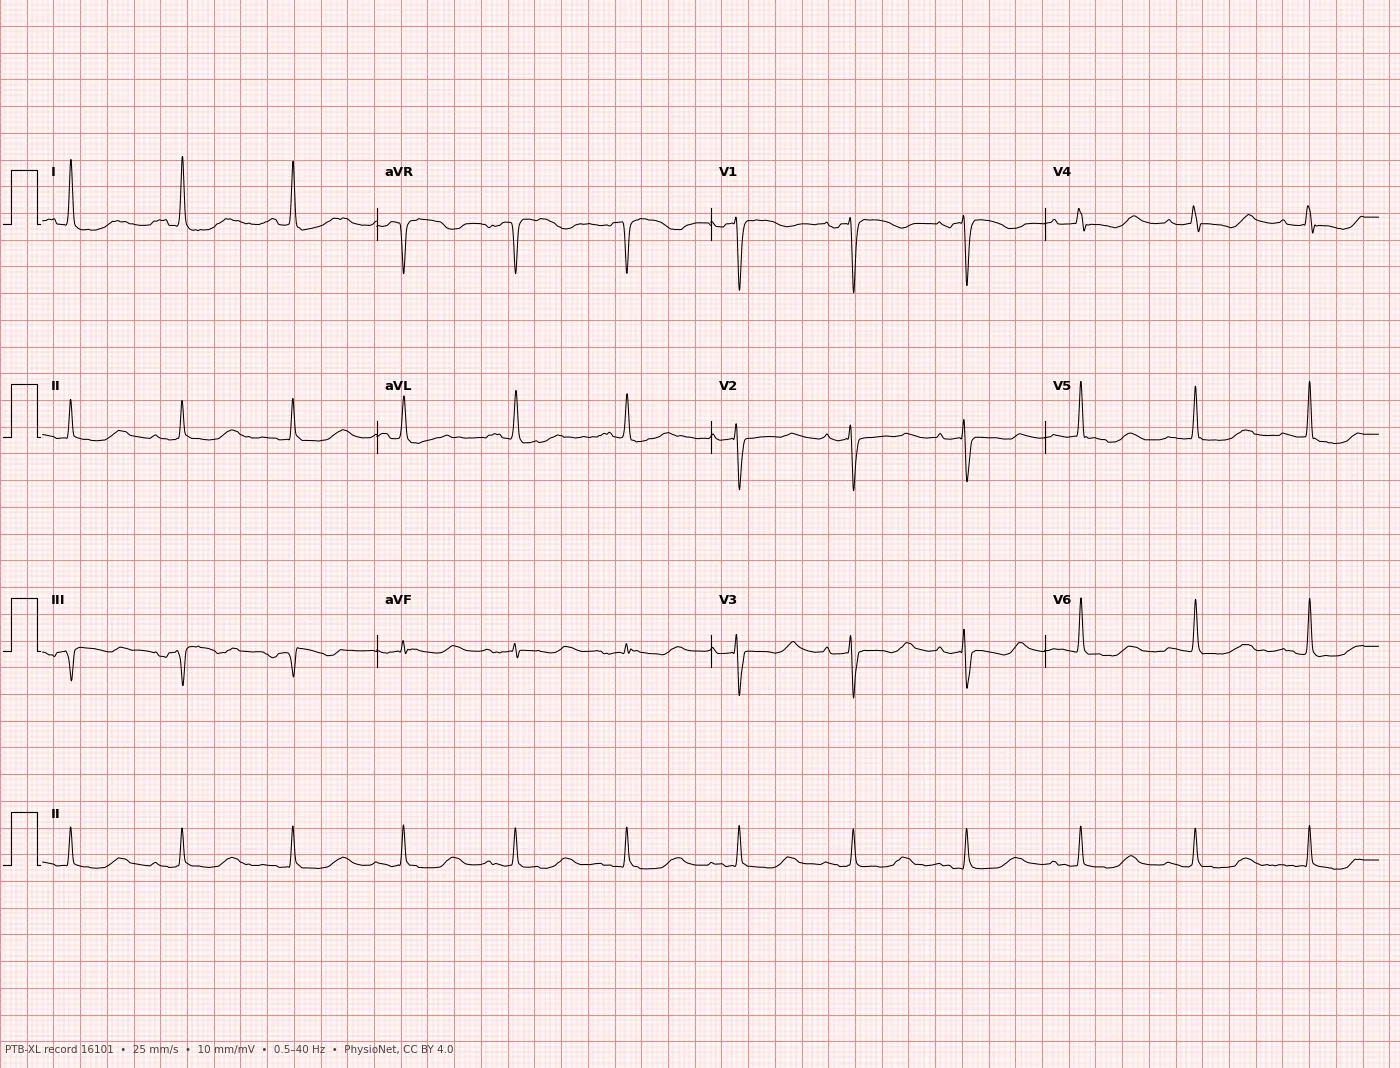 I aVR V1 V4
II aVL V2 V5
III aVF V3 V6
II
PTB-XL record 16101 • 25 mm/s • 10 mm/mV • 0.5–40 Hz • PhysioNet, CC BY 4.0